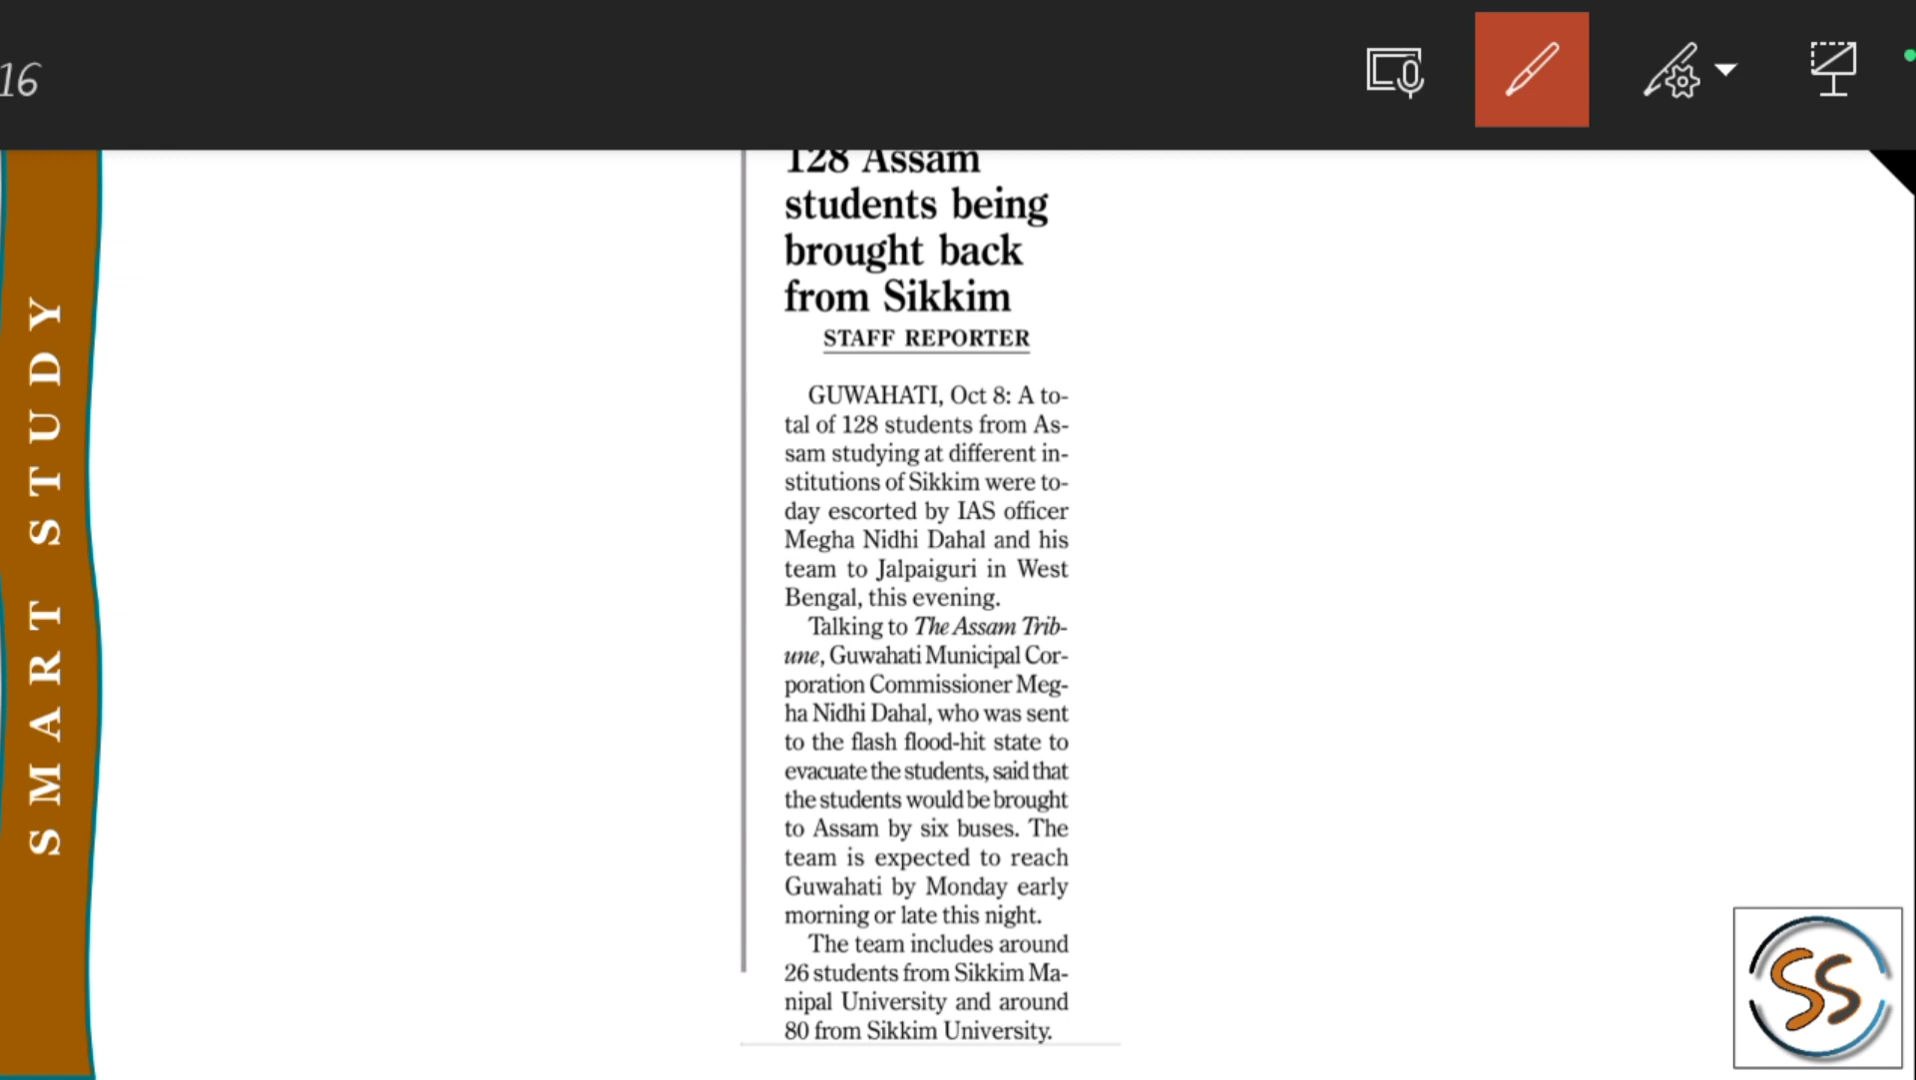 16
128 Assam
students being
brought back
from Sikkim
STAFF REPORTER
GUWAHATI, Oct 8: A to-
tal of 128 students from As-
sam studying at different in-
stitutions of Sikkim were to-
day escorted by IAS officer
Megha Nidhi Dahal and his
team to Jalpaiguri in West
Bengal, this evening.
Talking to The Assam Trib-
une, Guwahati Municipal Cor-
poration Commissioner Meg-
ha Nidhi Dahal, who was sent
to the flash flood-hit state to
evacuate the students, said that
the students would be brought
to Assam by six buses. The
team is expected to reach
Guwahati by Monday early
morning or late this night.
The team includes around
26 students from Sikkim Ma-
nipal University and around
80 from Sikkim University.
SMART STUDY
SS